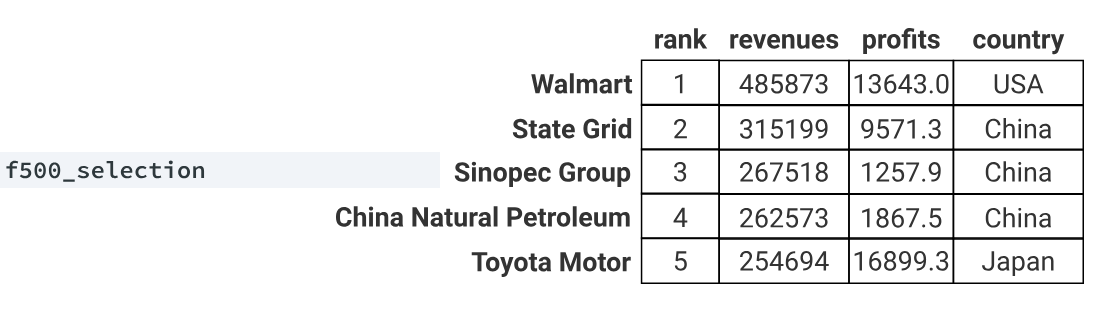 rank revenues profits country
Walmart 1 485873 13643.0 USA
State Grid 2 315199 9571.3 China
f500_selection Sinopec Group 3 267518 1257.9 China
China Natural Petroleum 4 262573 1867.5 China
Toyota Motor 5 254694 16899.3 Japan